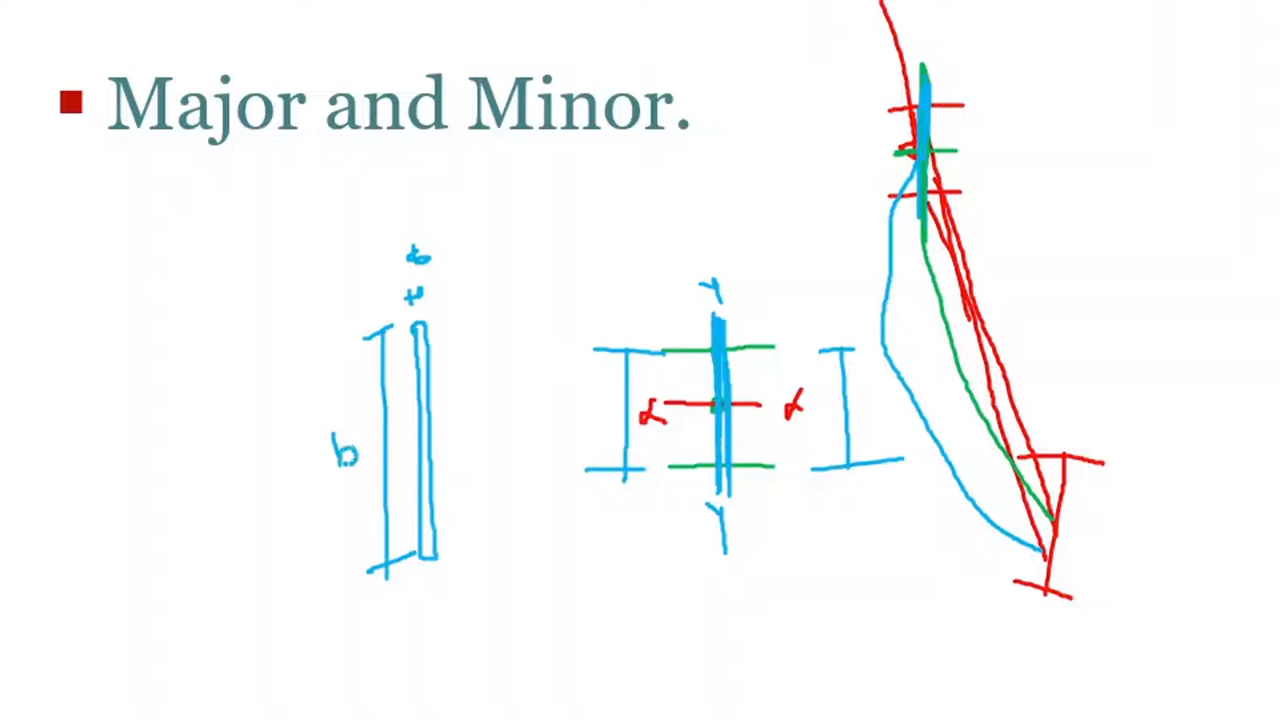 ▪ Major and Minor.
t
t
b
Y
α α
Y